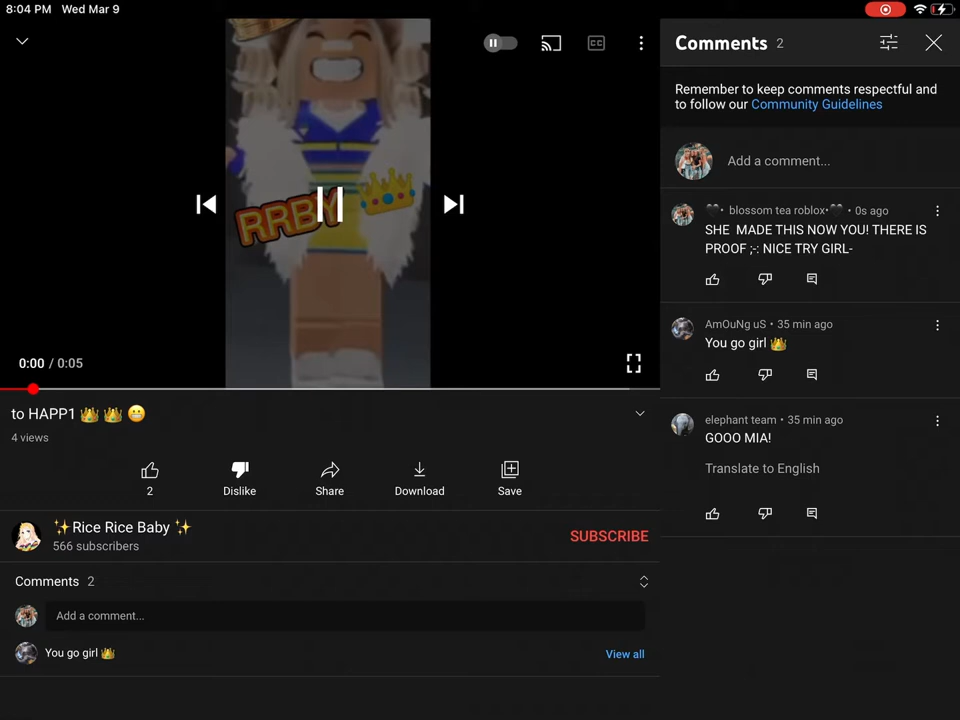 8:04 PM Wed Mar 9
CC
RRBY
0:00 / 0:05
to HAPP1 👑 👑 😬
4 views
2
Dislike
Share
Download
Save
✨Rice Rice Baby ✨
566 subscribers
SUBSCRIBE
Comments 2
Add a comment...
You go girl 👑
View all
Comments 2
Remember to keep comments respectful and
to follow our Community Guidelines
Add a comment...
🖤• blossom tea roblox•🖤 • 0s ago
SHE MADE THIS NOW YOU! THERE IS
PROOF ;-: NICE TRY GIRL-
AmOuNg uS • 35 min ago
You go girl 👑
elephant team • 35 min ago
GOOO MIA!
Translate to English